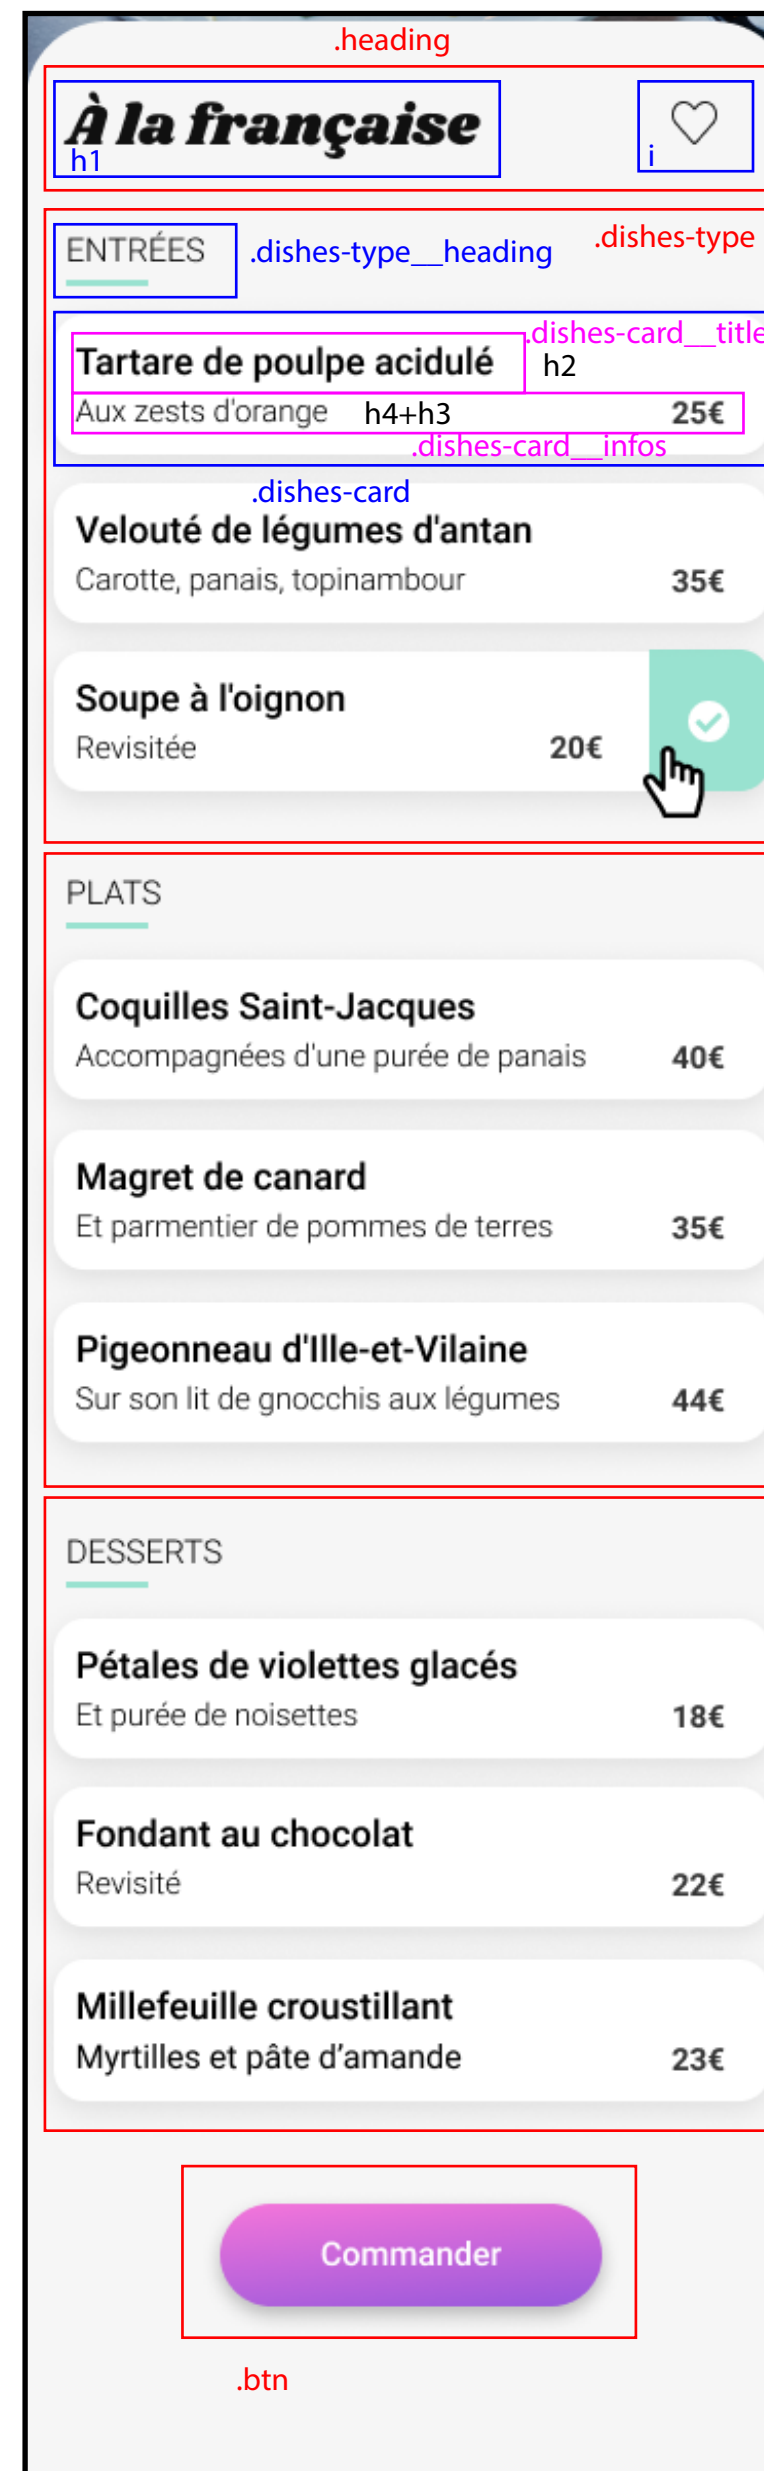 .heading
À la française
h1
i
ENTRÉES
.dishes-type__heading
.dishes-type
.dishes-card__title
Tartare de poulpe acidulé
h2
Aux zests d'orange
h4+h3
25€
.dishes-card__infos
.dishes-card
Velouté de légumes d'antan
Carotte, panais, topinambour
35€
Soupe à l'oignon
Revisitée
20€
PLATS
Coquilles Saint-Jacques
Accompagnées d'une purée de panais
40€
Magret de canard
Et parmentier de pommes de terres
35€
Pigeonneau d'Ille-et-Vilaine
Sur son lit de gnocchis aux légumes
44€
DESSERTS
Pétales de violettes glacés
Et purée de noisettes
18€
Fondant au chocolat
Revisité
22€
Millefeuille croustillant
Myrtilles et pâte d’amande
23€
Commander
.btn